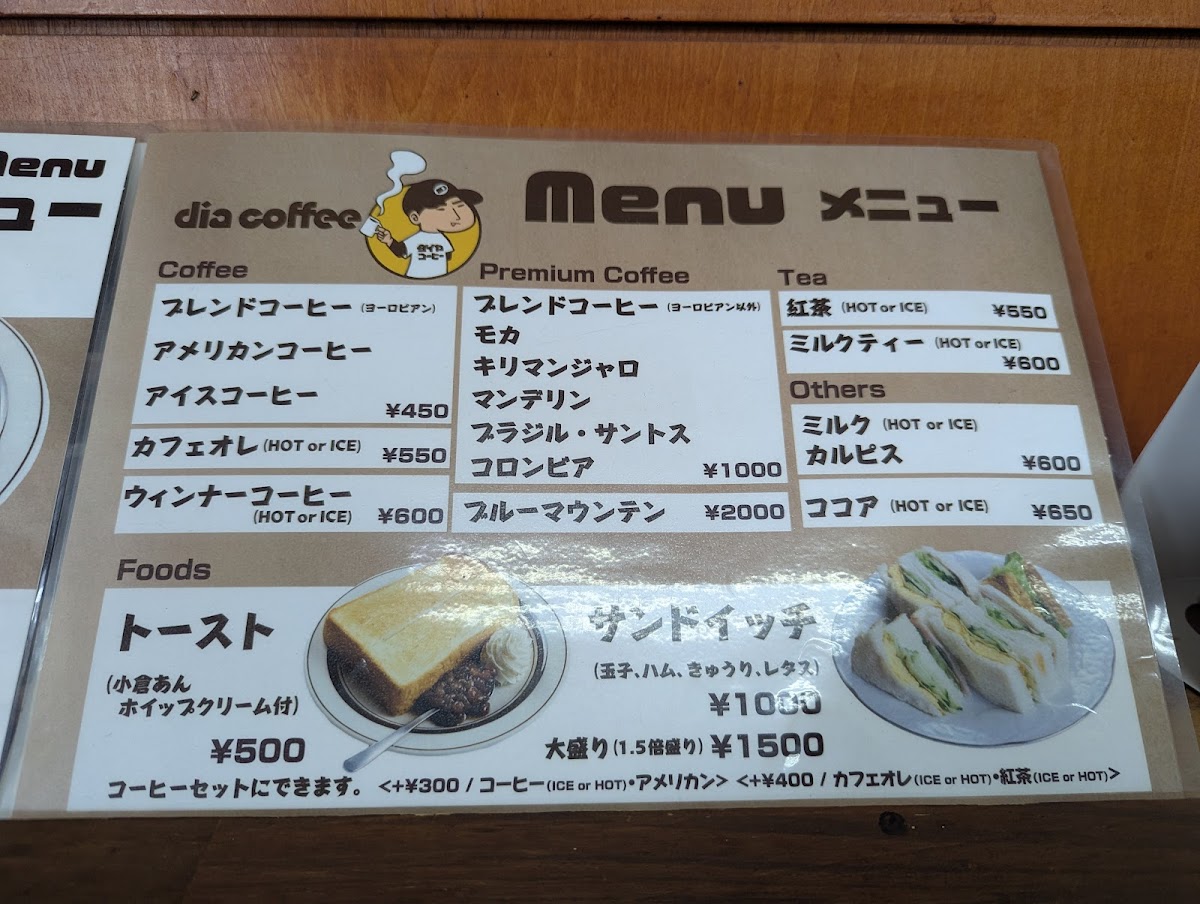 Menu
ュー
dia coffee
ダイヤ
コーヒー
Menu メニュー
Coffee
ブレンドコーヒー (ヨーロピアン)
アメリカンコーヒー
アイスコーヒー
¥450
カフェオレ (HOT or ICE) ¥550
ウィンナーコーヒー
(HOT or ICE) ¥600
Premium Coffee
ブレンドコーヒー (ヨーロピアン以外)
モカ
キリマンジャロ
マンデリン
ブラジル・サントス
コロンビア ¥1000
ブルーマウンテン ¥2000
Tea
紅茶 (HOT or ICE) ¥550
ミルクティー (HOT or ICE)
¥600
Others
ミルク (HOT or ICE)
カルピス ¥600
ココア (HOT or ICE) ¥650
Foods
トースト
(小倉あん
ホイップクリーム付)
¥500
サンドイッチ
(玉子、ハム、きゅうり、レタス)
¥1000
大盛り (1.5倍盛り) ¥1500
コーヒーセットにできます。 <+¥300 / コーヒー(ICE or HOT)・アメリカン> <+¥400 / カフェオレ(ICE or HOT)・紅茶(ICE or HOT)>